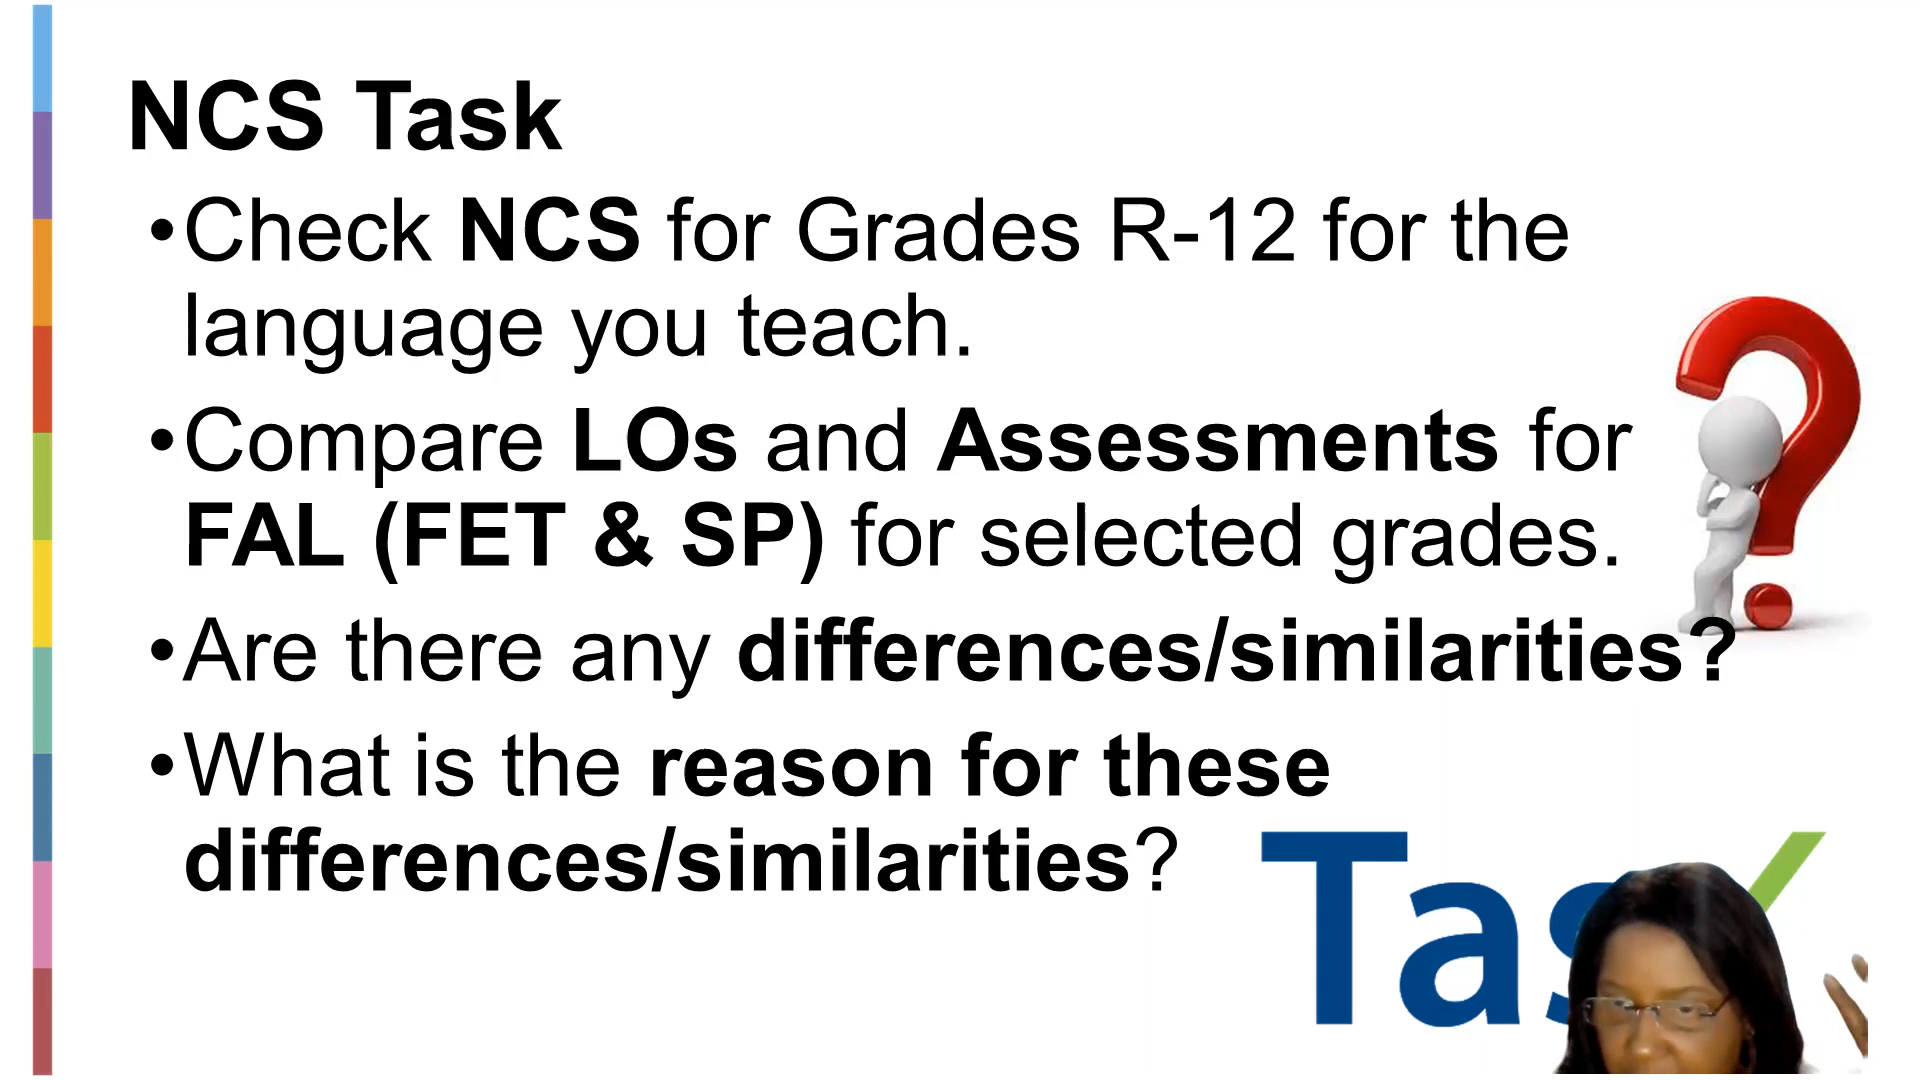 NCS Task
•Check NCS for Grades R-12 for the
language you teach.
•Compare LOs and Assessments for
FAL (FET & SP) for selected grades.
•Are there any differences/similarities?
•What is the reason for these
differences/similarities?